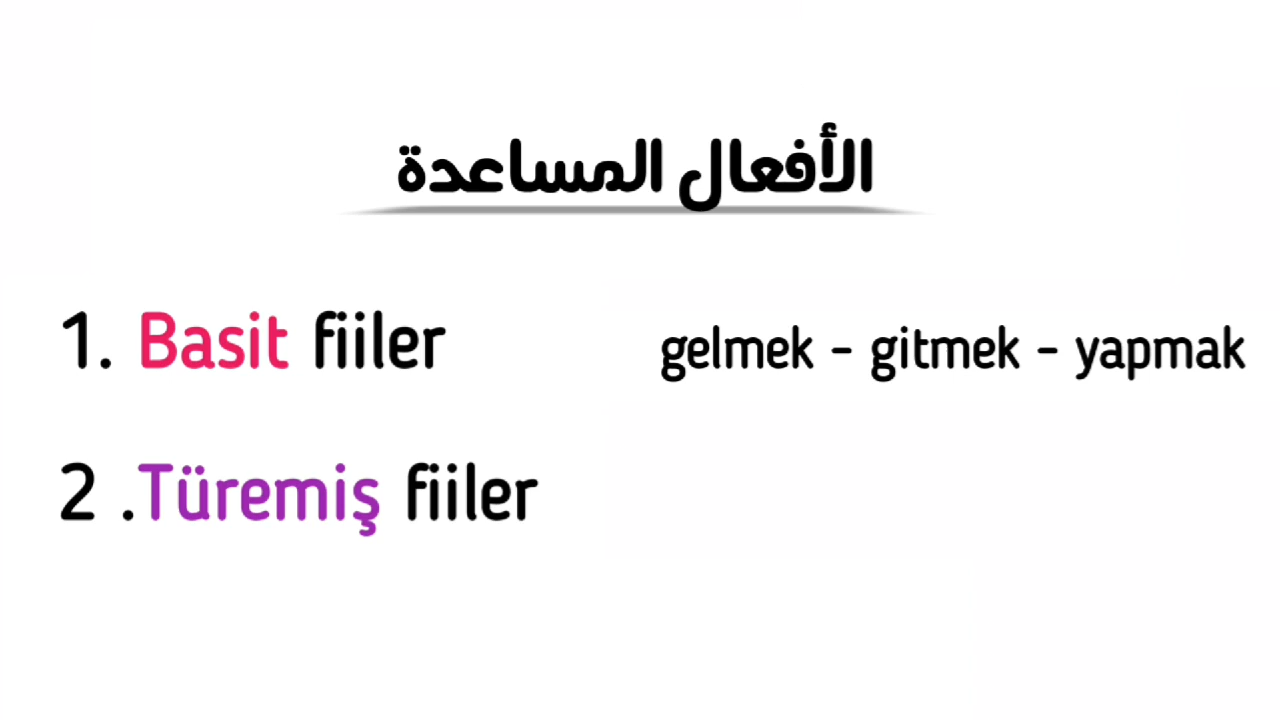 الأفعال المساعدة
1. Basit fiiler gelmek - gitmek - yapmak
2 .Türemiş fiiler